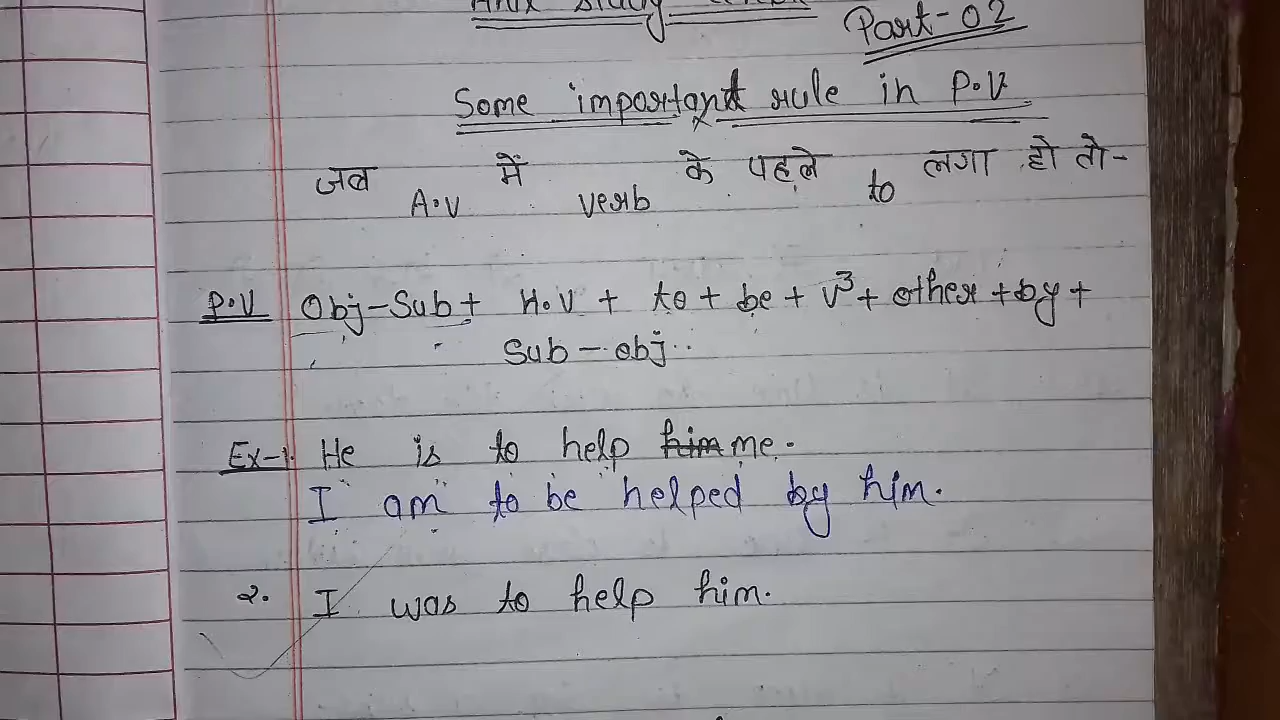 Study
Part-02
Some important rule in P.V
जब A.V में verb के पहले to लगा हो तो-
P.V Obj-Sub + H.V + to + be + V³ + other + by +
Sub - obj.
Ex-1. He is to help him me.
I am to be helped by him.
2. I was to help him.